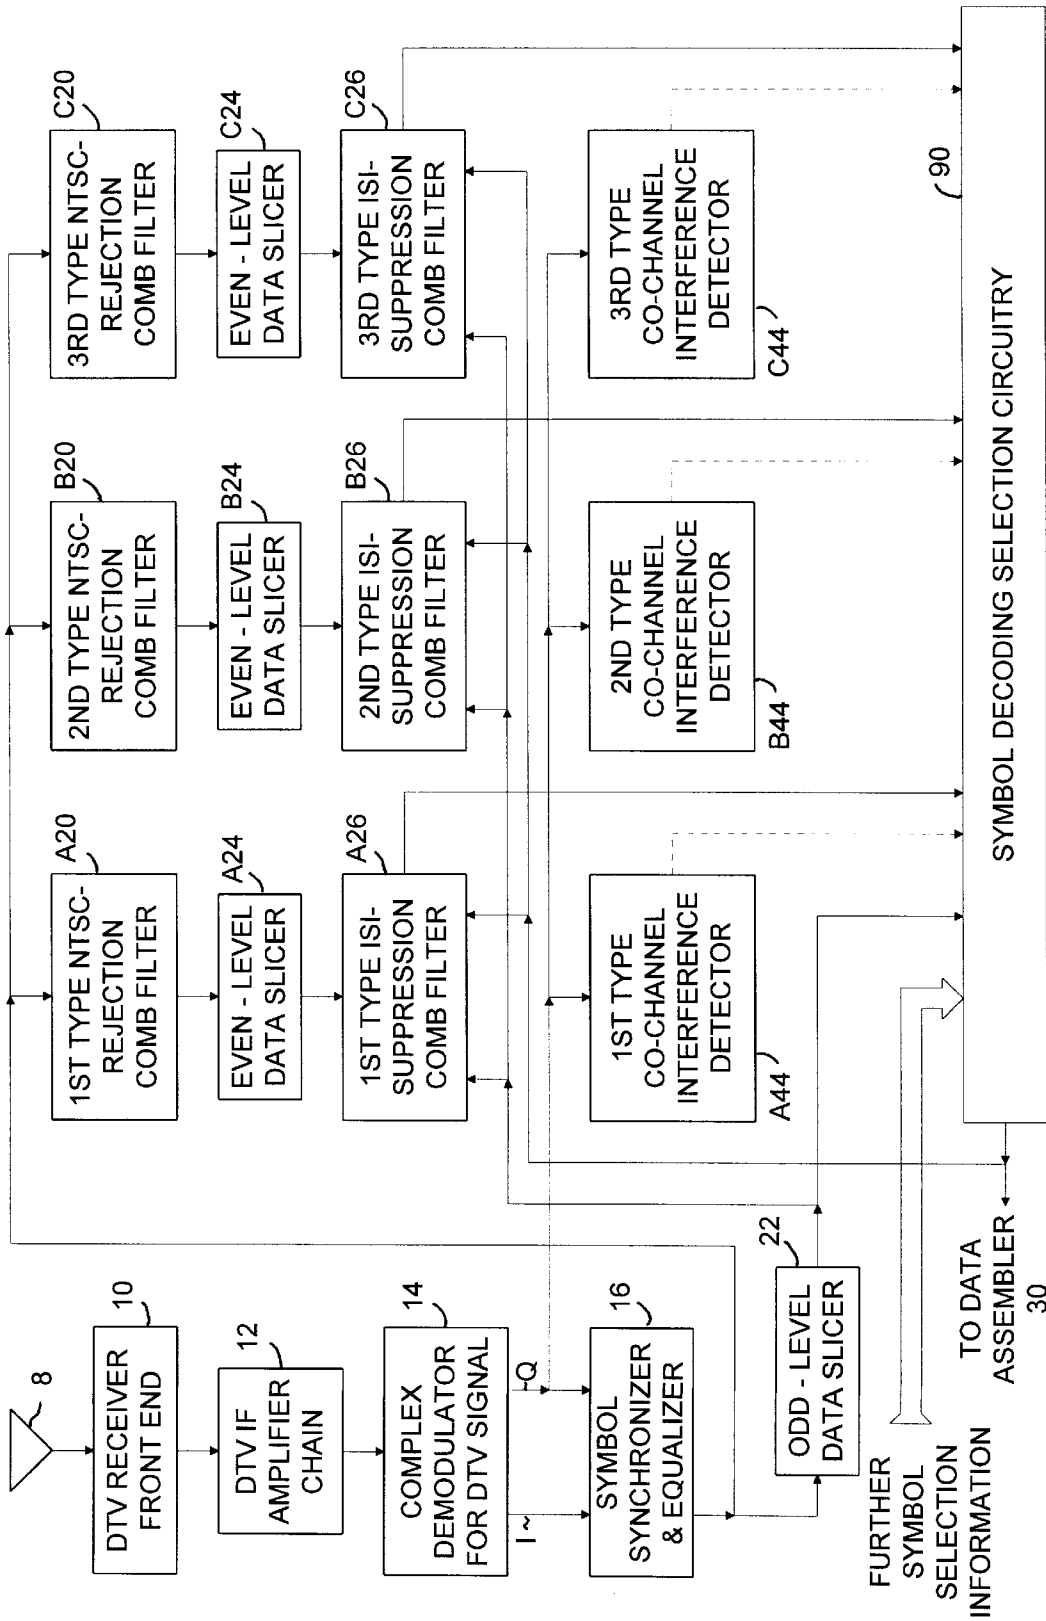 8
10
DTV RECEIVER
FRONT END
12
DTV IF
AMPLIFIER
CHAIN
14
COMPLEX
DEMODULATOR
FOR DTV SIGNAL
I~
~Q
16
SYMBOL
SYNCHRONIZER
& EQUALIZER
22
ODD - LEVEL
DATA SLICER
FURTHER
SYMBOL
SELECTION
INFORMATION
TO DATA
ASSEMBLER
30
A20
1ST TYPE NTSC-
REJECTION
COMB FILTER
A24
EVEN - LEVEL
DATA SLICER
A26
1ST TYPE ISI-
SUPPRESSION
COMB FILTER
1ST TYPE
CO-CHANNEL
INTERFERENCE
DETECTOR
A44
B20
2ND TYPE NTSC-
REJECTION
COMB FILTER
B24
EVEN - LEVEL
DATA SLICER
B26
2ND TYPE ISI-
SUPPRESSION
COMB FILTER
2ND TYPE
CO-CHANNEL
INTERFERENCE
DETECTOR
B44
C20
3RD TYPE NTSC-
REJECTION
COMB FILTER
C24
EVEN - LEVEL
DATA SLICER
C26
3RD TYPE ISI-
SUPPRESSION
COMB FILTER
3RD TYPE
CO-CHANNEL
INTERFERENCE
DETECTOR
C44
90
SYMBOL DECODING SELECTION CIRCUITRY